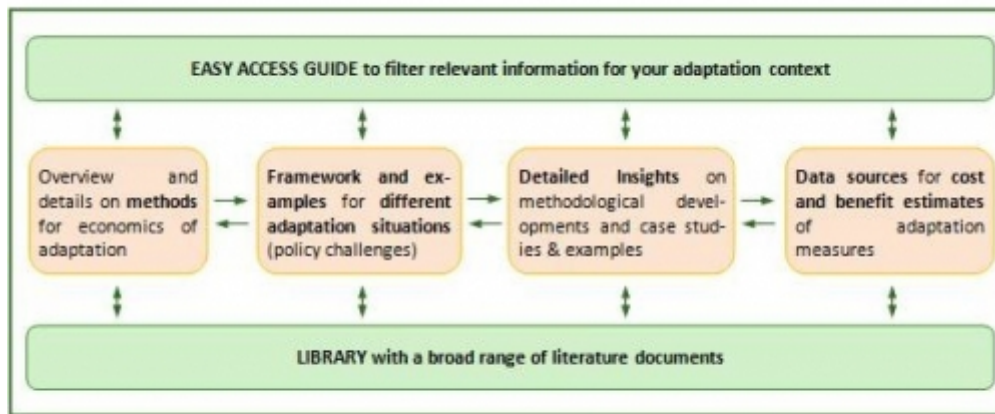 EASY ACCESS GUIDE to filter relevant information for your adaptation context
Overview and
details on methods
for economics of
adaptation
Framework and ex-
amples for different
adaptation situations
(policy challenges)
Detailed Insights on
methodological devel-
opments and case stud-
ies & examples
Data sources for cost
and benefit estimates
of adaptation
measures
LIBRARY with a broad range of literature documents